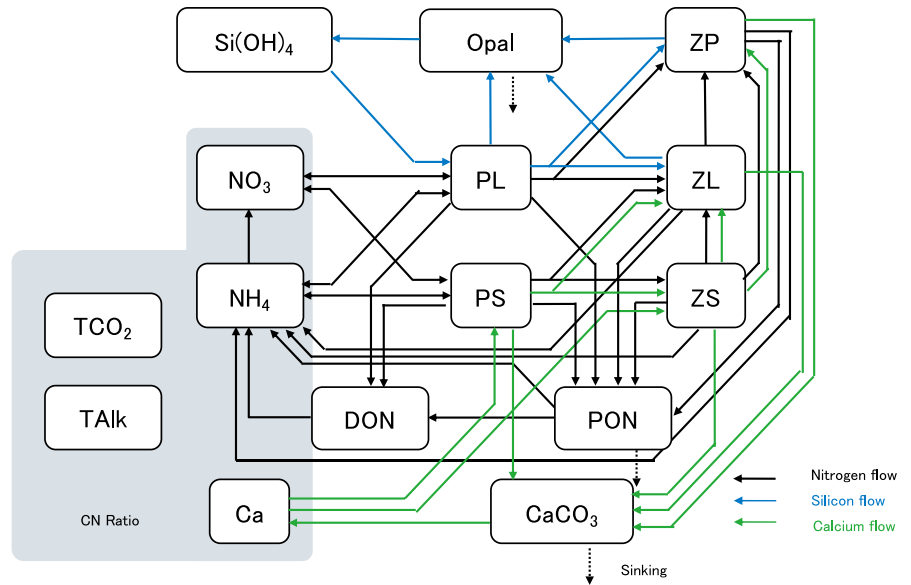 Si(OH)₄
Opal
ZP
NO₃
PL
ZL
NH₄
PS
ZS
TCO₂
TAlk
DON
PON
Ca
CaCO₃
CN Ratio
Nitrogen flow
Silicon flow
Calcium flow
Sinking